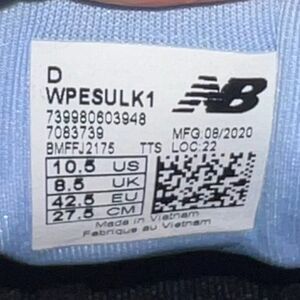 D
WPESULK1
NB
739980603948
7083739 MFG.08/2020
BMFFJ2175 TTS LOC:22
10.5 US
8.5 UK
42.5 EU
27.5 CM
Made in Vietnam
Fabriqué au Vietnam